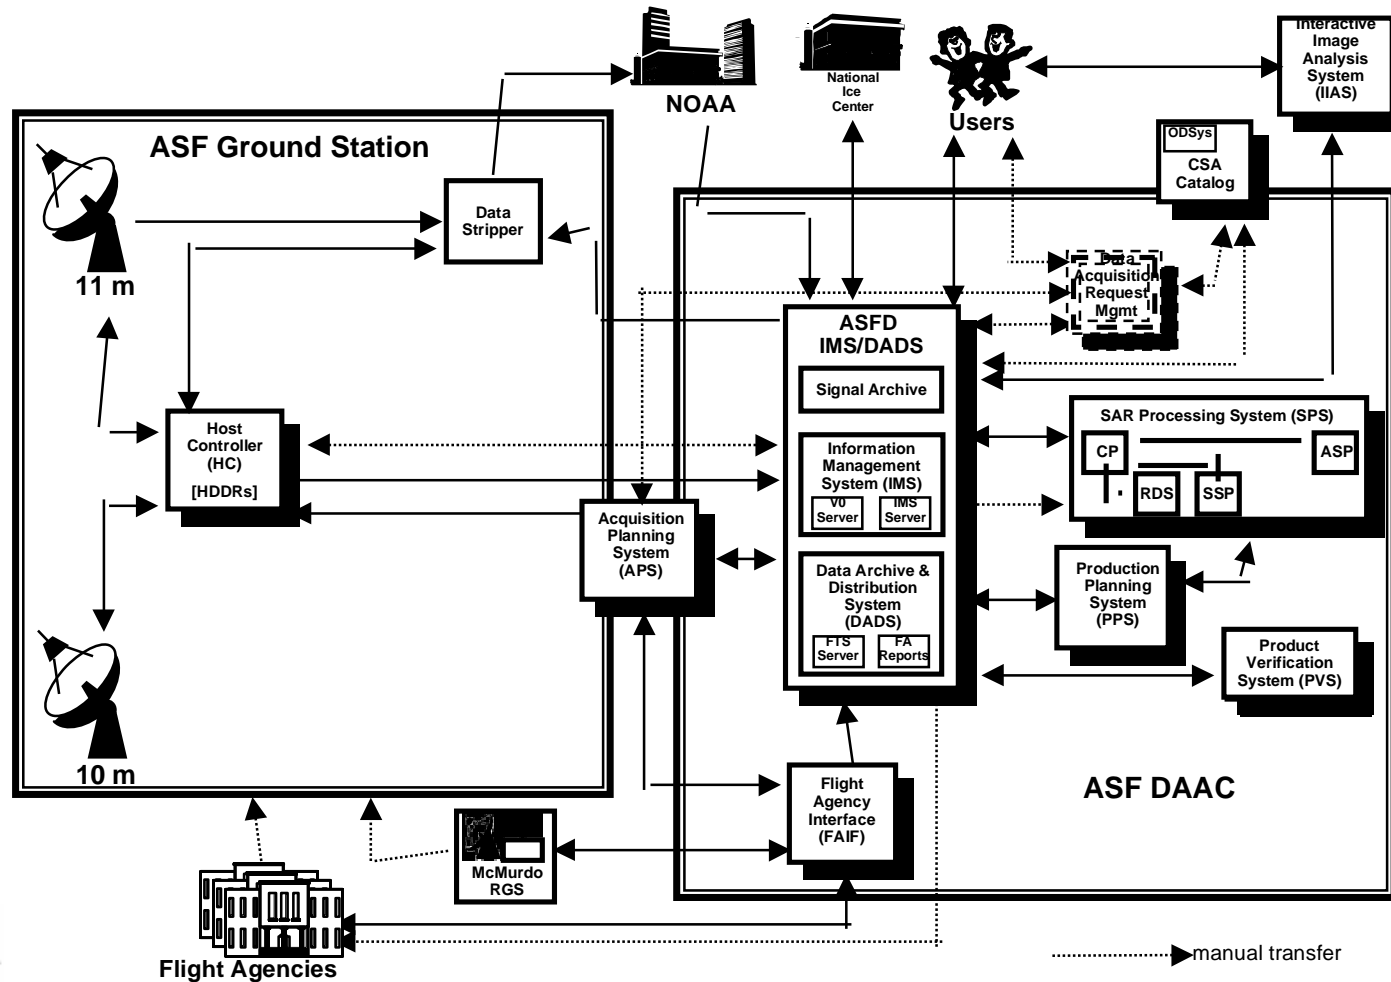 Interactive
Image
Analysis
System
(IIAS)
National
Ice
Center
NOAA
Users
ODSys
CSA
Catalog
ASF Ground Station
Data
Stripper
11 m
Data
Acquisition
Request
Mgmt
ASFD
IMS/DADS
Signal Archive
Information
Management
System (IMS)
V0
Server
IMS
Server
Data Archive &
Distribution
System
(DADS)
FTS
Server
FA
Reports
SAR Processing System (SPS)
CP
ASP
RDS
SSP
Host
Controller
(HC)
[HDDRs]
Acquisition
Planning
System
(APS)
Production
Planning
System
(PPS)
Product
Verification
System (PVS)
10 m
Flight
Agency
Interface
(FAIF)
ASF DAAC
McMurdo
RGS
Flight Agencies
manual transfer